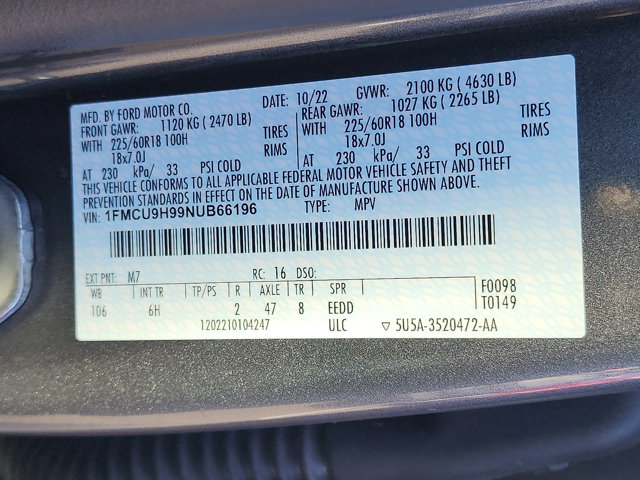 MFD. BY FORD MOTOR CO. DATE: 10/22 GVWR: 2100 KG ( 4630 LB)
FRONT GAWR: 1120 KG ( 2470 LB) REAR GAWR: 1027 KG ( 2265 LB)
WITH 225/60R18 100H TIRES WITH 225/60R18 100H TIRES
18x7.0J RIMS 18x7.0J RIMS
AT 230 kPa/ 33 PSI COLD AT 230 kPa/ 33 PSI COLD
THIS VEHICLE CONFORMS TO ALL APPLICABLE FEDERAL MOTOR VEHICLE SAFETY AND THEFT
PREVENTION STANDARDS IN EFFECT ON THE DATE OF MANUFACTURE SHOWN ABOVE.
VIN: 1FMCU9H99NUB66196 TYPE: MPV
EXT PNT: M7 RC: 16 DSO:
WB INT TR TP/PS R AXLE TR SPR F0098
106 6H 2 47 8 EEDD T0149
1202210104247 ULC ▽ 5U5A-3520472-AA